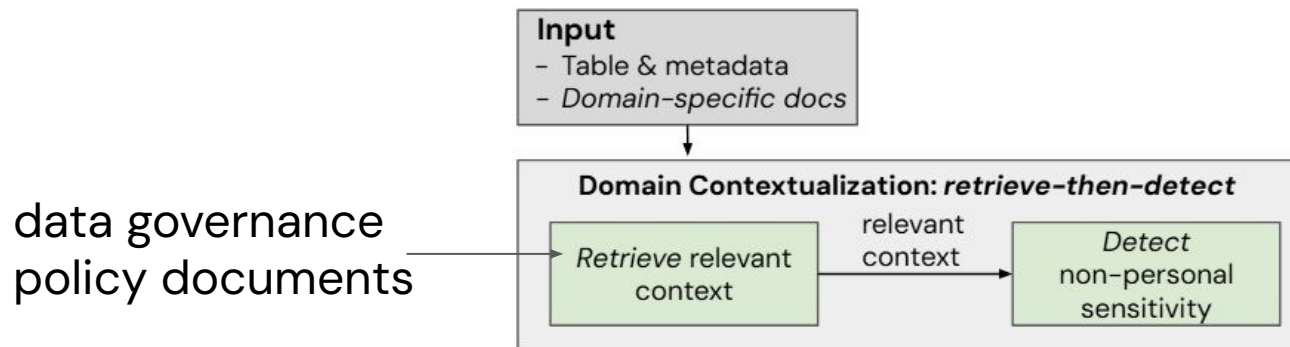 Input
- Table & metadata
- Domain-specific docs
Domain Contextualization: retrieve-then-detect
data governance
policy documents
Retrieve relevant
context
relevant
context
Detect
non-personal
sensitivity